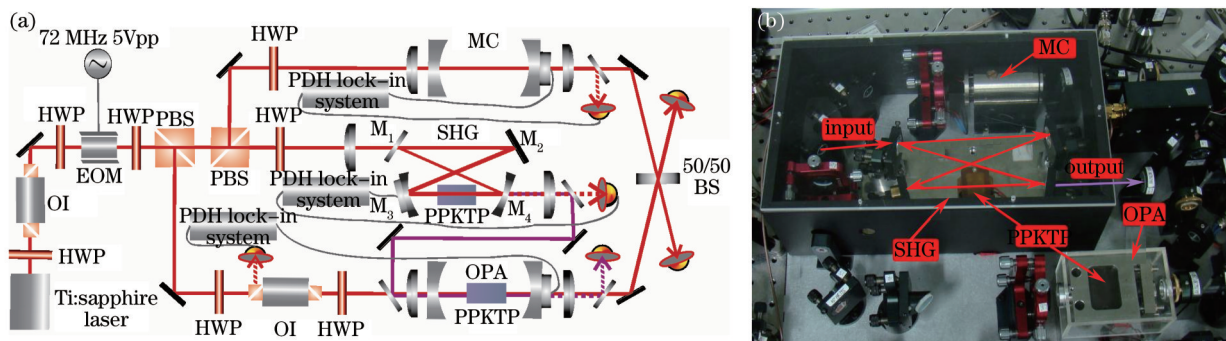 (a)
72 MHz 5Vpp
HWP
MC
PDH lock-in
system
HWP
HWP
PBS
HWP
M1
SHG
M2
EOM
PBS
50/50
BS
OI
PDH lock-in
system
M3
PPKTP
M4
PDH lock-in
system
HWP
OPA
Ti:sapphire
laser
HWP
OI
HWP
PPKTP
(b)
MC
input
output
OPA
SHG
PPKTP